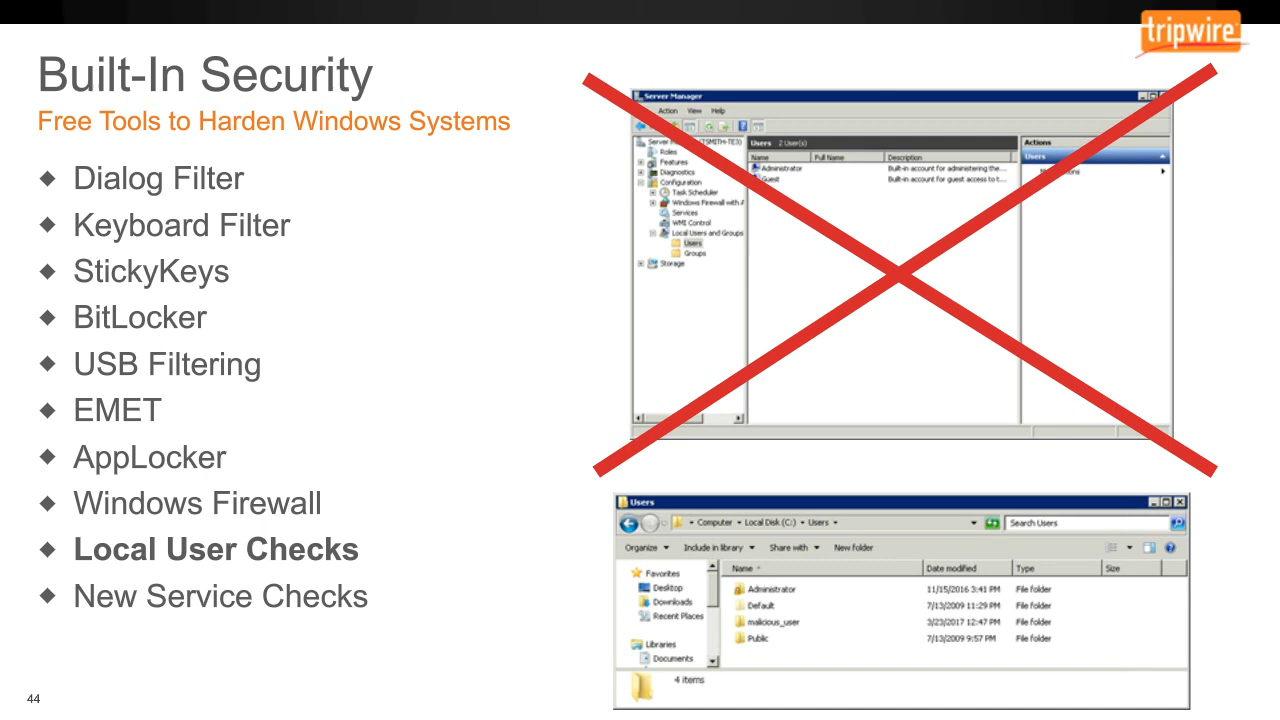 tripwire
Built-In Security
Free Tools to Harden Windows Systems
Dialog Filter
Keyboard Filter
StickyKeys
BitLocker
USB Filtering
EMET
AppLocker
Windows Firewall
Local User Checks
New Service Checks
Server Manager
Action View Help
(TSMITH-TE3)
Roles
Features
Diagnostics
Configuration
Task Scheduler
Windows Firewall with A
Services
WMI Control
Local Users and Groups
Users
Groups
Storage
Users 2 User(s)
Name Full Name Description
Administrator Built-in account for administering the...
Guest Built-in account for guest access to t...
Actions
Users
Users
Computer Local Disk (C:) Users
Search Users
Organize Include in library Share with New folder
Favorites
Desktop
Downloads
Recent Places
Libraries
Documents
Name Date modified Type Size
Administrator 11/15/2016 3:41 PM File folder
Default 7/13/2009 11:29 PM File folder
malicious_user 3/23/2017 12:47 PM File folder
Public 7/13/2009 9:57 PM File folder
4 items
44